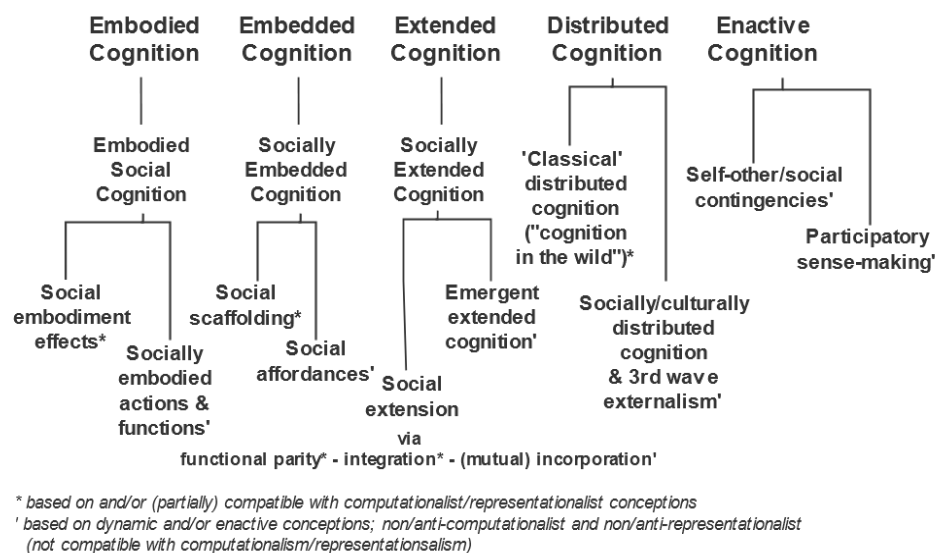 Embodied
Cognition
Embedded
Cognition
Extended
Cognition
Distributed
Cognition
Enactive
Cognition
Embodied
Social
Cognition
Socially
Embedded
Cognition
Socially
Extended
Cognition
'Classical'
distributed
cognition
("cognition
in the wild")*
Self-other/social
contingencies'
Participatory
sense-making'
Social
embodiment
effects*
Socially
embodied
actions &
functions'
Social
scaffolding*
Social
affordances'
Emergent
extended
cognition'
Social
extension
via
functional parity* - integration* - (mutual) incorporation'
Socially/culturally
distributed
cognition
& 3rd wave
externalism'
* based on and/or (partially) compatible with computationalist/representationalist conceptions
' based on dynamic and/or enactive conceptions; non/anti-computationalist and non/anti-representationalist
(not compatible with computationalism/representationsalism)